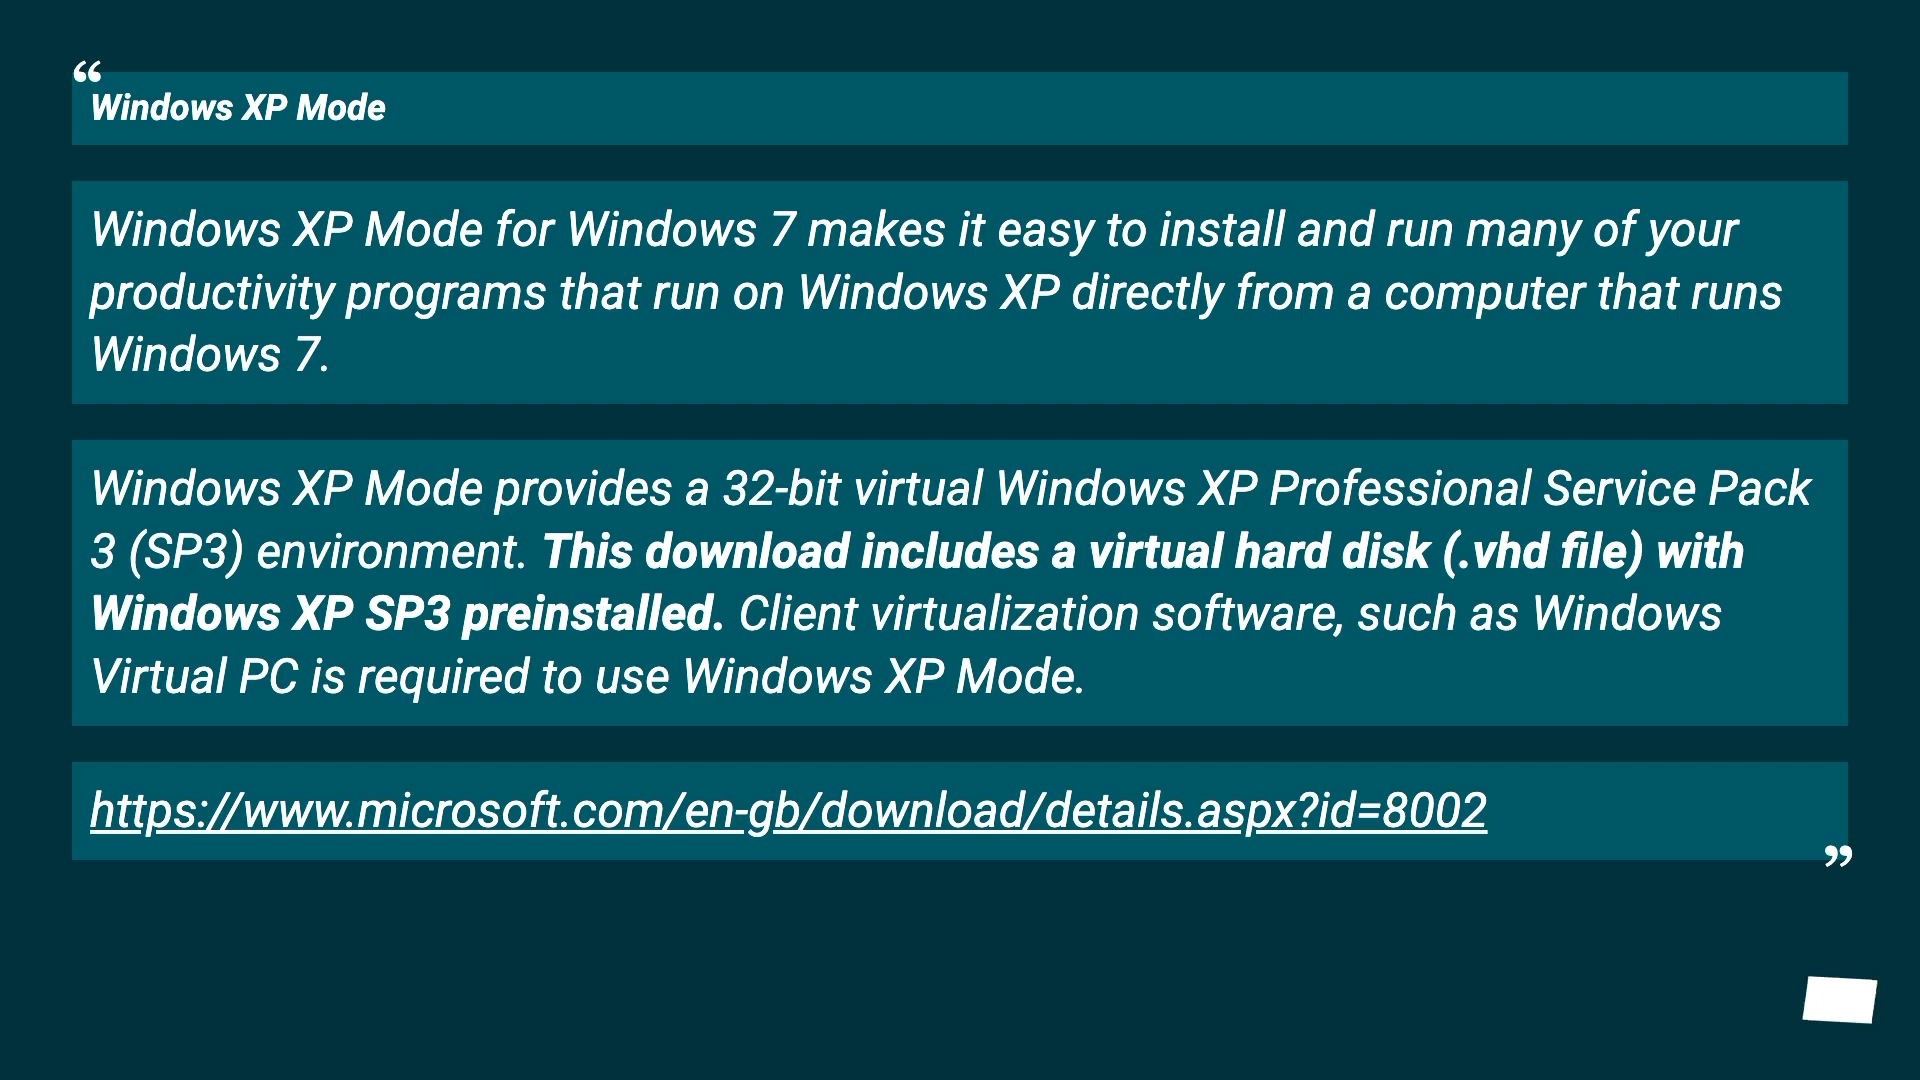 “
Windows XP Mode
Windows XP Mode for Windows 7 makes it easy to install and run many of your
productivity programs that run on Windows XP directly from a computer that runs
Windows 7.
Windows XP Mode provides a 32-bit virtual Windows XP Professional Service Pack
3 (SP3) environment. This download includes a virtual hard disk (.vhd file) with
Windows XP SP3 preinstalled. Client virtualization software, such as Windows
Virtual PC is required to use Windows XP Mode.
https://www.microsoft.com/en-gb/download/details.aspx?id=8002
”